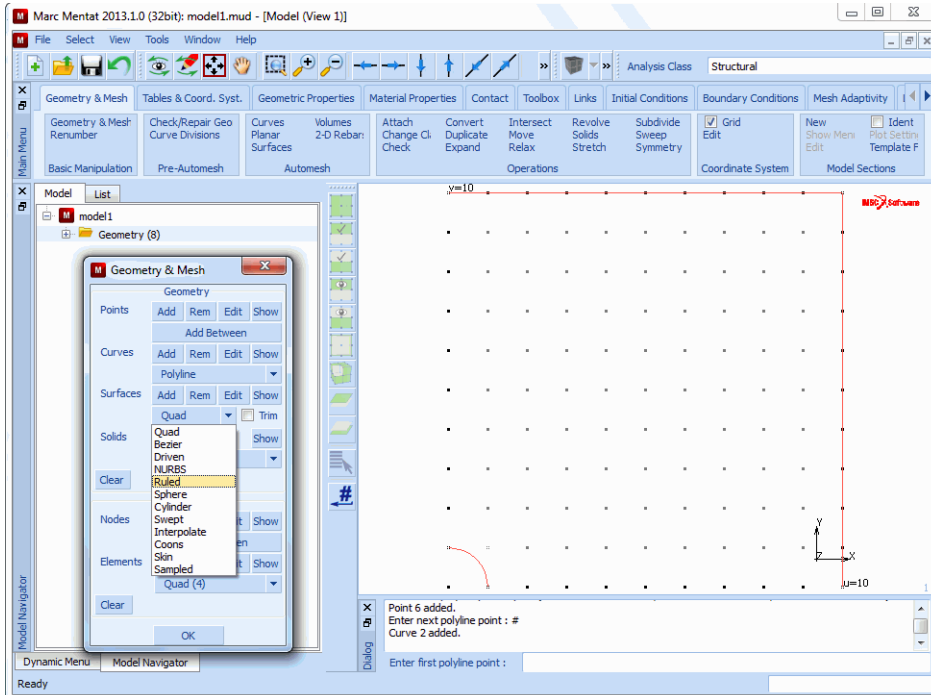 Marc Mentat 2013.1.0 (32bit): model1.mud - [Model (View 1)]
File Select View Tools Window Help
Analysis Class Structural
Geometry & Mesh Tables & Coord. Syst. Geometric Properties Material Properties Contact Toolbox Links Initial Conditions Boundary Conditions Mesh Adaptivity
Main Menu
Geometry & Mesh Check/Repair Geo Curves Volumes Attach Convert Intersect Revolve Subdivide Grid New Ident
Renumber Curve Divisions Planar 2-D Rebar: Change Cl Duplicate Move Solids Sweep Edit Show Men Plot Settin
Surfaces Check Expand Relax Stretch Symmetry Edit Template F
Basic Manipulation Pre-Automesh Automesh Operations Coordinate System Model Sections
Model List
model1
Geometry (8)
Geometry & Mesh
Geometry
Points Add Rem Edit Show
Add Between
Curves Add Rem Edit Show
Polyline
Surfaces Add Rem Edit Show
Quad Trim
Solids Show
Quad
Bezier
Driven
NURBS
Ruled
Sphere
Cylinder
Swept
Interpolate
Coons
Skin
Sampled
Clear
Nodes it Show
en
Elements it Show
Quad (4)
Clear
OK
Model Navigator
Dynamic Menu Model Navigator
#
v=10
MSC Software
Y
Z X
u=10
1
Dialog
Point 6 added.
Enter next polyline point : #
Curve 2 added.
Enter first polyline point :
Ready